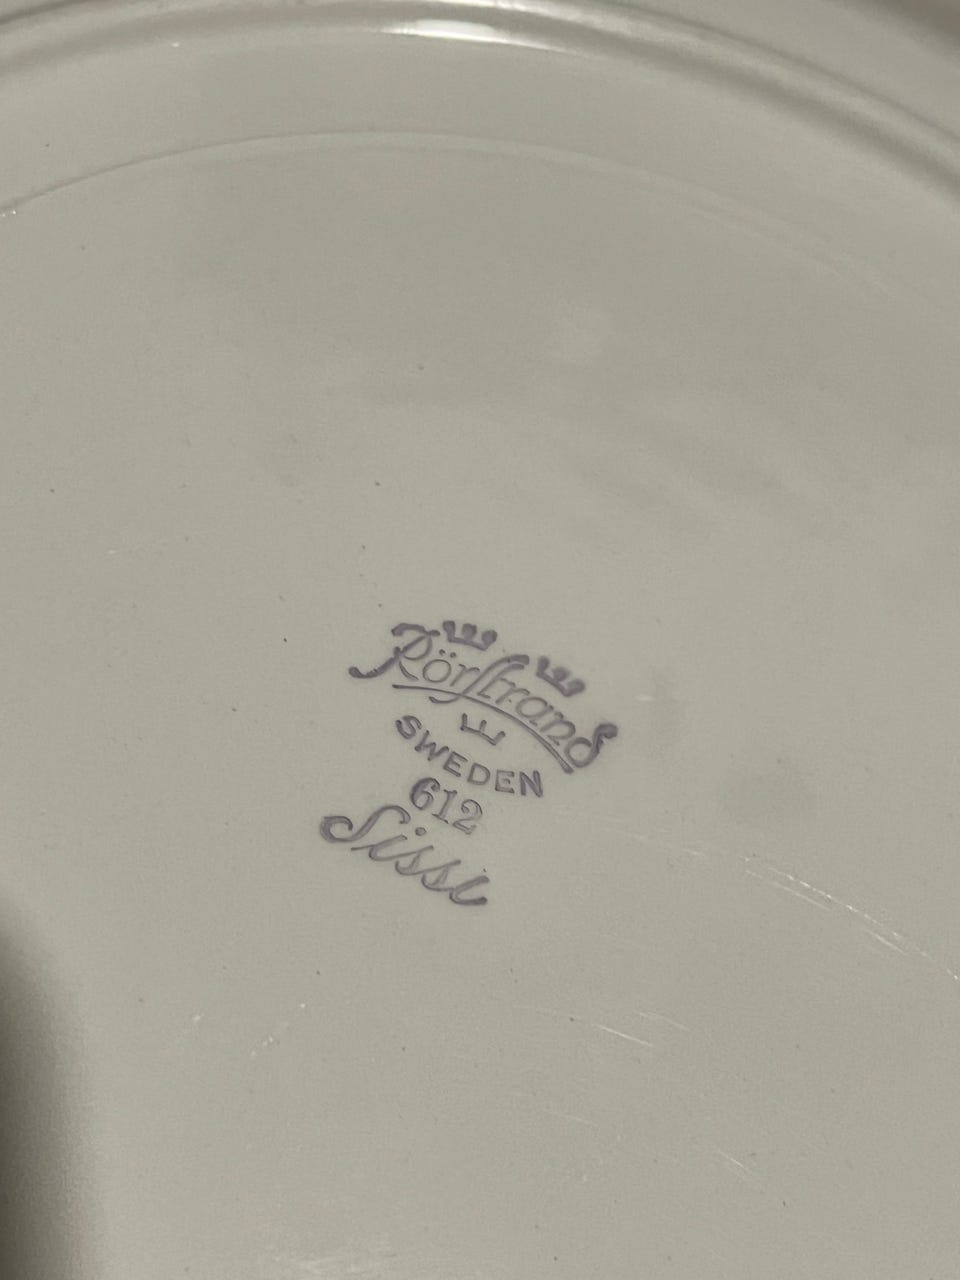 Rörstrand
SWEDEN
612
Sissi